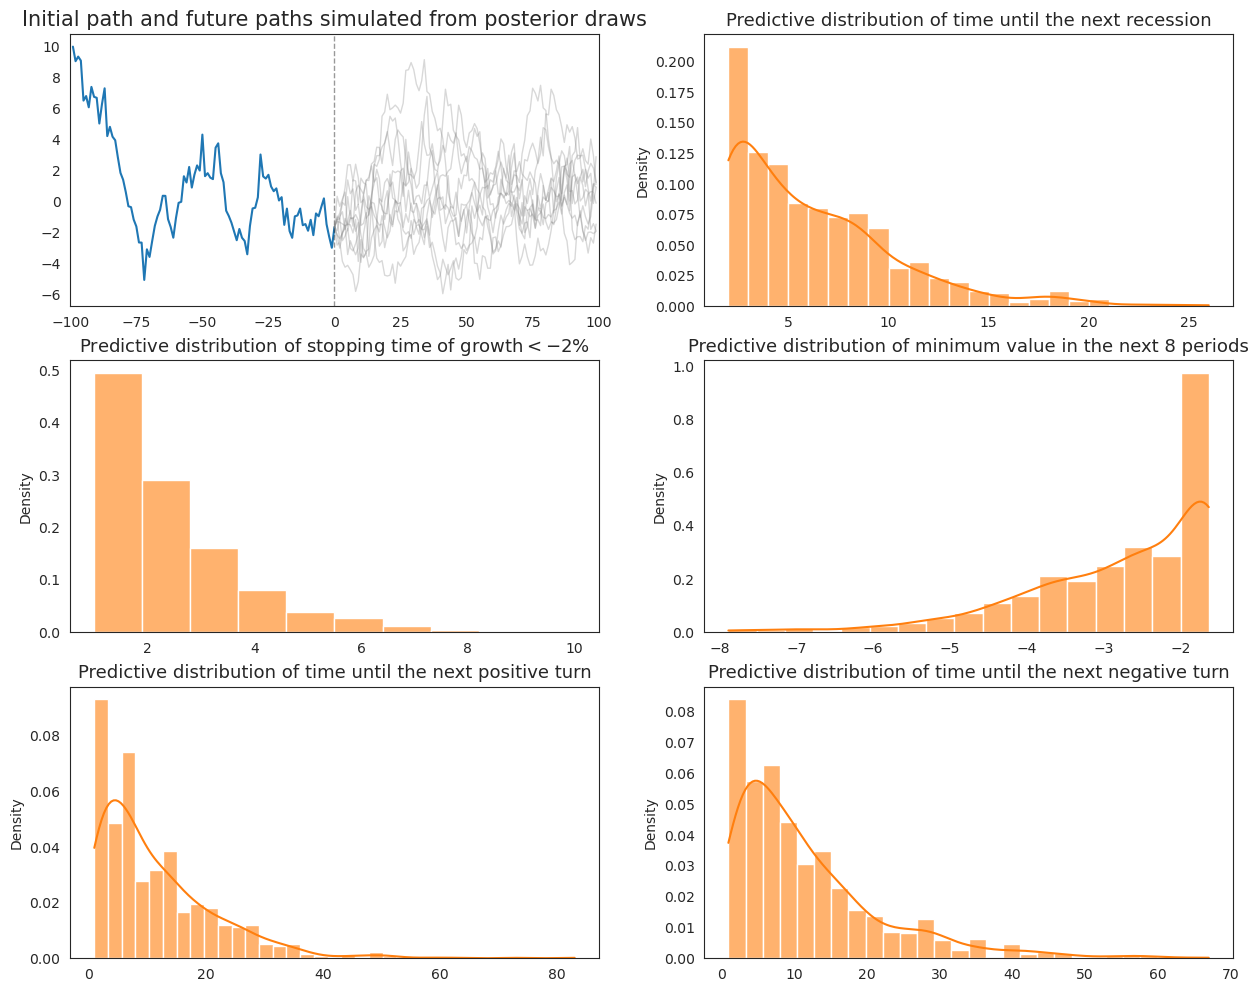 Initial path and future paths simulated from posterior draws
10
8
6
4
2
0
−2
−4
−6
−100 −75 −50 −25 0 25 50 75 100
Predictive distribution of time until the next recession
Density
0.200
0.175
0.150
0.125
0.100
0.075
0.050
0.025
0.000
5 10 15 20 25
Predictive distribution of stopping time of growth < −2%
Density
0.5
0.4
0.3
0.2
0.1
0.0
2 4 6 8 10
Predictive distribution of minimum value in the next 8 periods
Density
1.0
0.8
0.6
0.4
0.2
0.0
−8 −7 −6 −5 −4 −3 −2
Predictive distribution of time until the next positive turn
Density
0.08
0.06
0.04
0.02
0.00
0 20 40 60 80
Predictive distribution of time until the next negative turn
Density
0.08
0.07
0.06
0.05
0.04
0.03
0.02
0.01
0.00
0 10 20 30 40 50 60 70